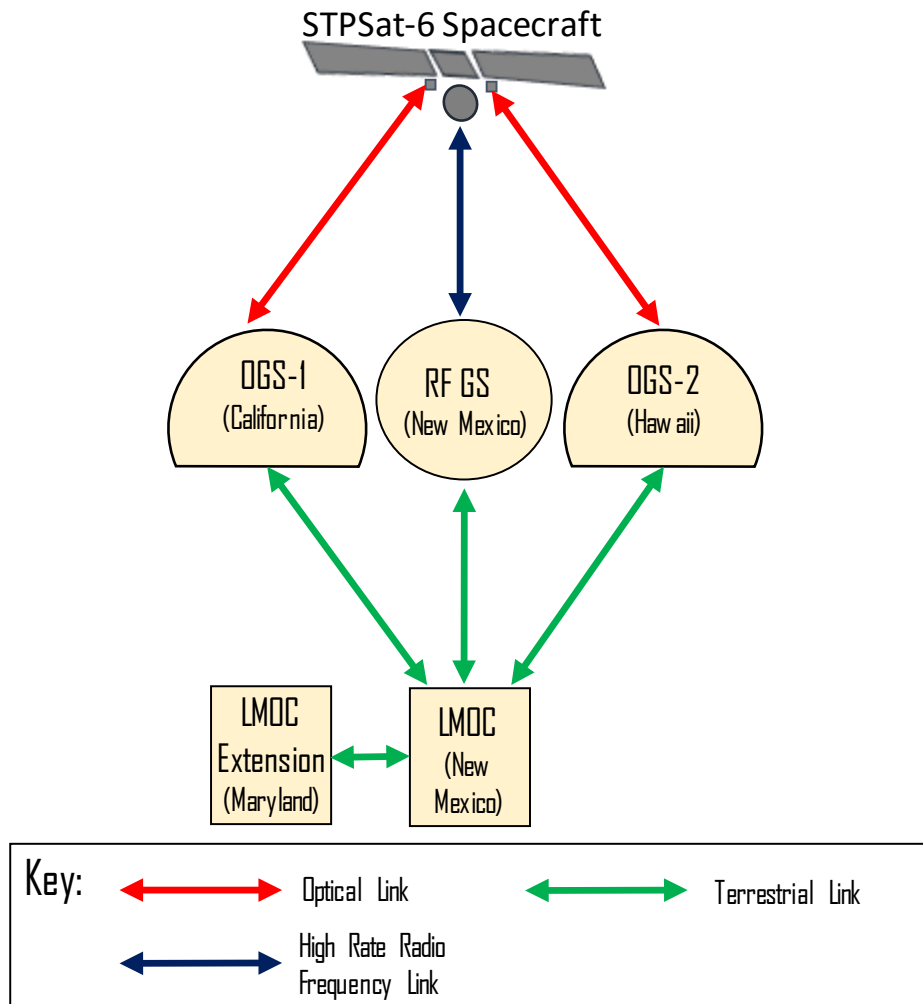 STPSat-6 Spacecraft
OGS-1
(California)
RF GS
(New Mexico)
OGS-2
(Hawaii)
LMOC
Extension
(Maryland)
LMOC
(New
Mexico)
Key:
Optical Link
Terrestrial Link
High Rate Radio
Frequency Link